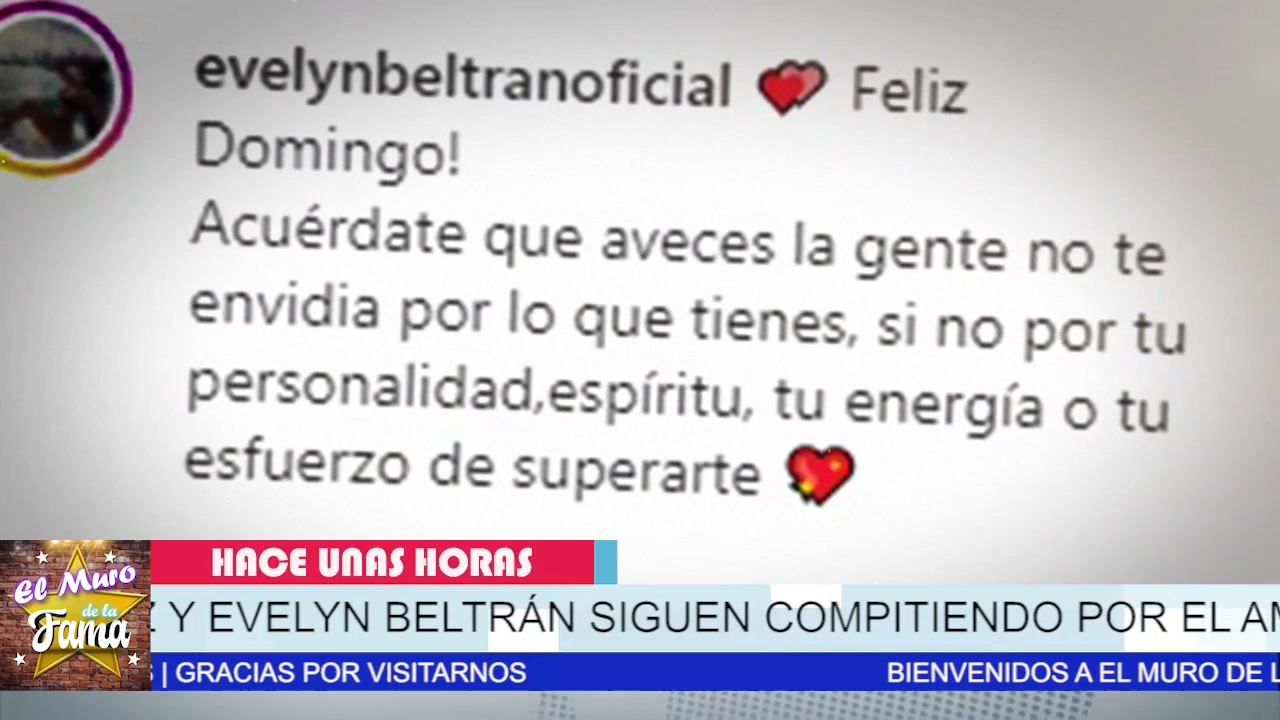 evelynbeltranoficial 💕 Feliz
Domingo!
Acuérdate que aveces la gente no te
envidia por lo que tienes, si no por tu
personalidad,espíritu, tu energía o tu
esfuerzo de superarte 💖
HACE UNAS HORAS
El Muro
de la
Fama
Y EVELYN BELTRÁN SIGUEN COMPITIENDO POR EL
| GRACIAS POR VISITARNOS
BIENVENIDOS A EL MURO DE